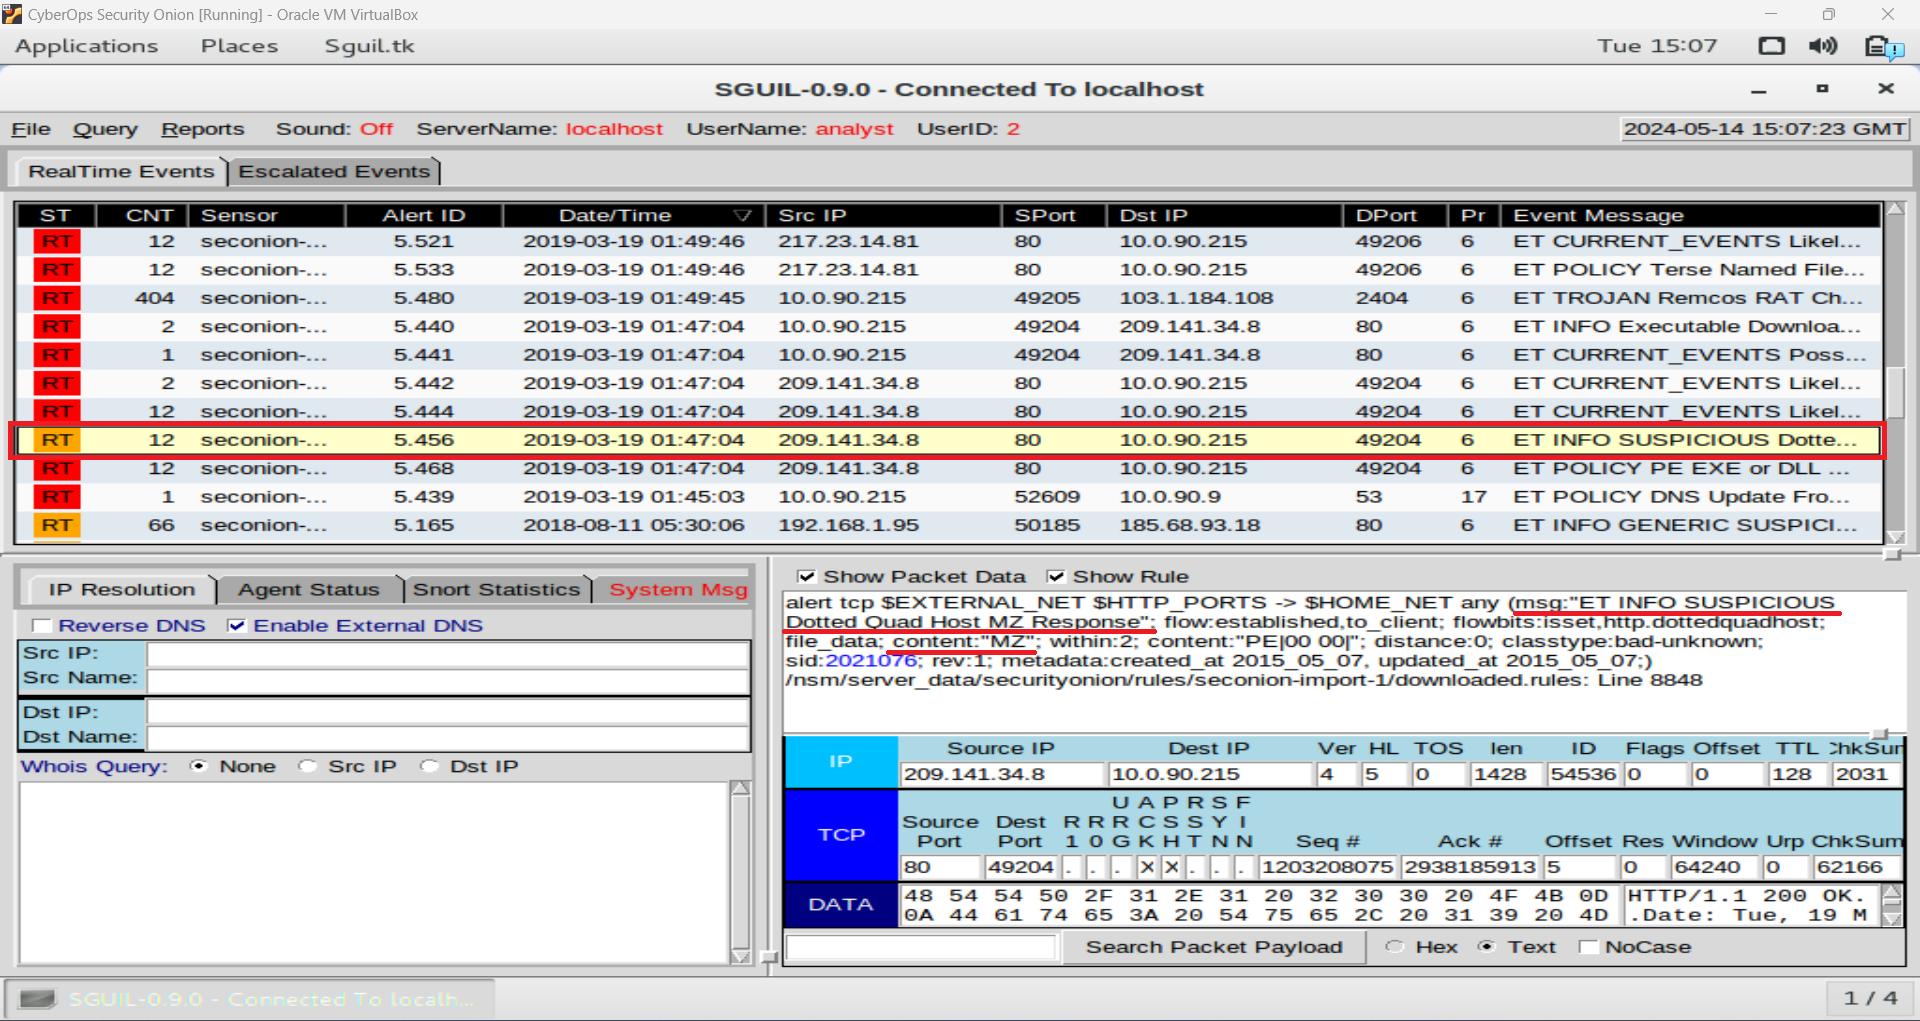 CyberOps Security Onion [Running] - Oracle VM VirtualBox
Applications Places Sguil.tk Tue 15:07
SGUIL-0.9.0 - Connected To localhost
File Query Reports Sound: Off ServerName: localhost UserName: analyst UserID: 2 2024-05-14 15:07:23 GMT
RealTime Events Escalated Events
ST CNT Sensor Alert ID Date/Time Src IP SPort Dst IP DPort Pr Event Message
RT 12 seconion-... 5.521 2019-03-19 01:49:46 217.23.14.81 80 10.0.90.215 49206 6 ET CURRENT_EVENTS Likel...
RT 12 seconion-... 5.533 2019-03-19 01:49:46 217.23.14.81 80 10.0.90.215 49206 6 ET POLICY Terse Named File...
RT 404 seconion-... 5.480 2019-03-19 01:49:45 10.0.90.215 49205 103.1.184.108 2404 6 ET TROJAN Remcos RAT Ch...
RT 2 seconion-... 5.440 2019-03-19 01:47:04 10.0.90.215 49204 209.141.34.8 80 6 ET INFO Executable Downloa...
RT 1 seconion-... 5.441 2019-03-19 01:47:04 10.0.90.215 49204 209.141.34.8 80 6 ET CURRENT_EVENTS Poss...
RT 2 seconion-... 5.442 2019-03-19 01:47:04 209.141.34.8 80 10.0.90.215 49204 6 ET CURRENT_EVENTS Likel...
RT 12 seconion-... 5.444 2019-03-19 01:47:04 209.141.34.8 80 10.0.90.215 49204 6 ET CURRENT_EVENTS Likel...
RT 12 seconion-... 5.456 2019-03-19 01:47:04 209.141.34.8 80 10.0.90.215 49204 6 ET INFO SUSPICIOUS Dotte...
RT 12 seconion-... 5.468 2019-03-19 01:47:04 209.141.34.8 80 10.0.90.215 49204 6 ET POLICY PE EXE or DLL ...
RT 1 seconion-... 5.439 2019-03-19 01:45:03 10.0.90.215 52609 10.0.90.9 53 17 ET POLICY DNS Update Fro...
RT 66 seconion-... 5.165 2018-08-11 05:30:06 192.168.1.95 50185 185.68.93.18 80 6 ET INFO GENERIC SUSPICI...
IP Resolution Agent Status Snort Statistics System Msg
Reverse DNS Enable External DNS
Src IP:
Src Name:
Dst IP:
Dst Name:
Whois Query: None Src IP Dst IP
Show Packet Data Show Rule
alert tcp $EXTERNAL_NET $HTTP_PORTS -> $HOME_NET any (msg:"ET INFO SUSPICIOUS
Dotted Quad Host MZ Response"; flow:established,to_client; flowbits:isset,http.dottedquadhost;
file_data; content:"MZ"; within:2; content:"PE|00 00|"; distance:0; classtype:bad-unknown;
sid:2021076; rev:1; metadata:created_at 2015_05_07, updated_at 2015_05_07;)
/nsm/server_data/securityonion/rules/seconion-import-1/downloaded.rules: Line 8848
IP Source IP Dest IP Ver HL TOS len ID Flags Offset TTL ChkSum
209.141.34.8 10.0.90.215 4 5 0 1428 54536 0 0 128 2031
U A P R S F
R R R C S S Y I
TCP Source Port Dest Port 1 0 G K H T N N Seq # Ack # Offset Res Window Urp ChkSum
80 49204 . . . X X . . . 1203208075 2938185913 5 0 64240 0 62166
DATA 48 54 54 50 2F 31 2E 31 20 32 30 30 20 4F 4B 0D HTTP/1.1 200 OK.
0A 44 61 74 65 3A 20 54 75 65 2C 20 31 39 20 4D .Date: Tue, 19 M
Search Packet Payload Hex Text NoCase
SGUIL-0.9.0 - Connected To localh... 1 / 4